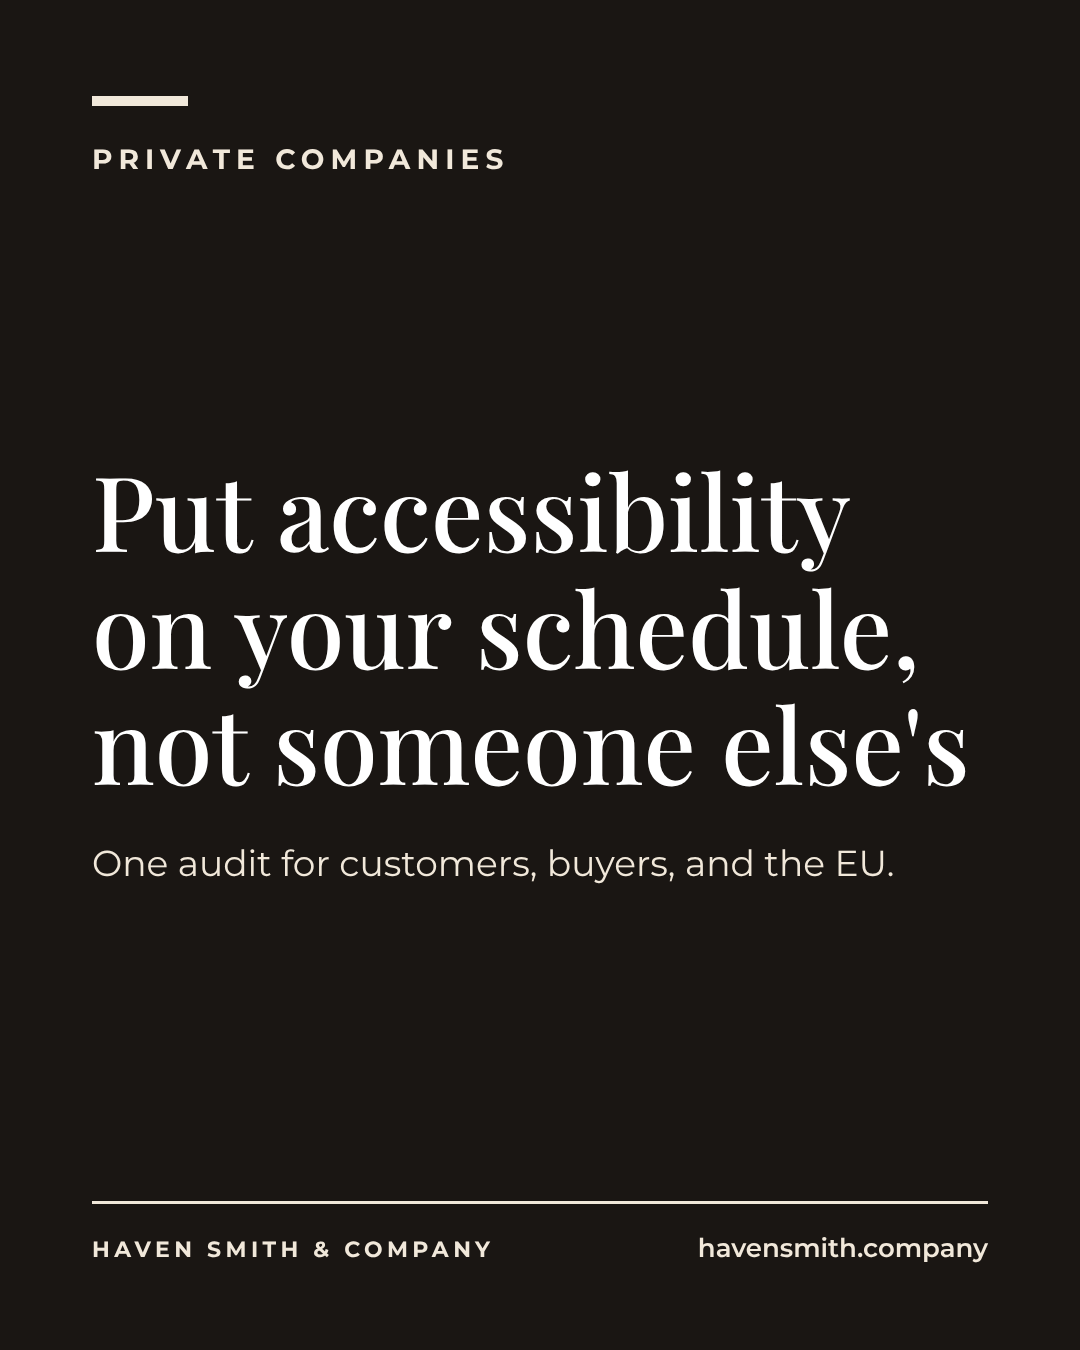 PRIVATE COMPANIES
Put accessibility
on your schedule,
not someone else's
One audit for customers, buyers, and the EU.
HAVEN SMITH & COMPANY
havensmith.company